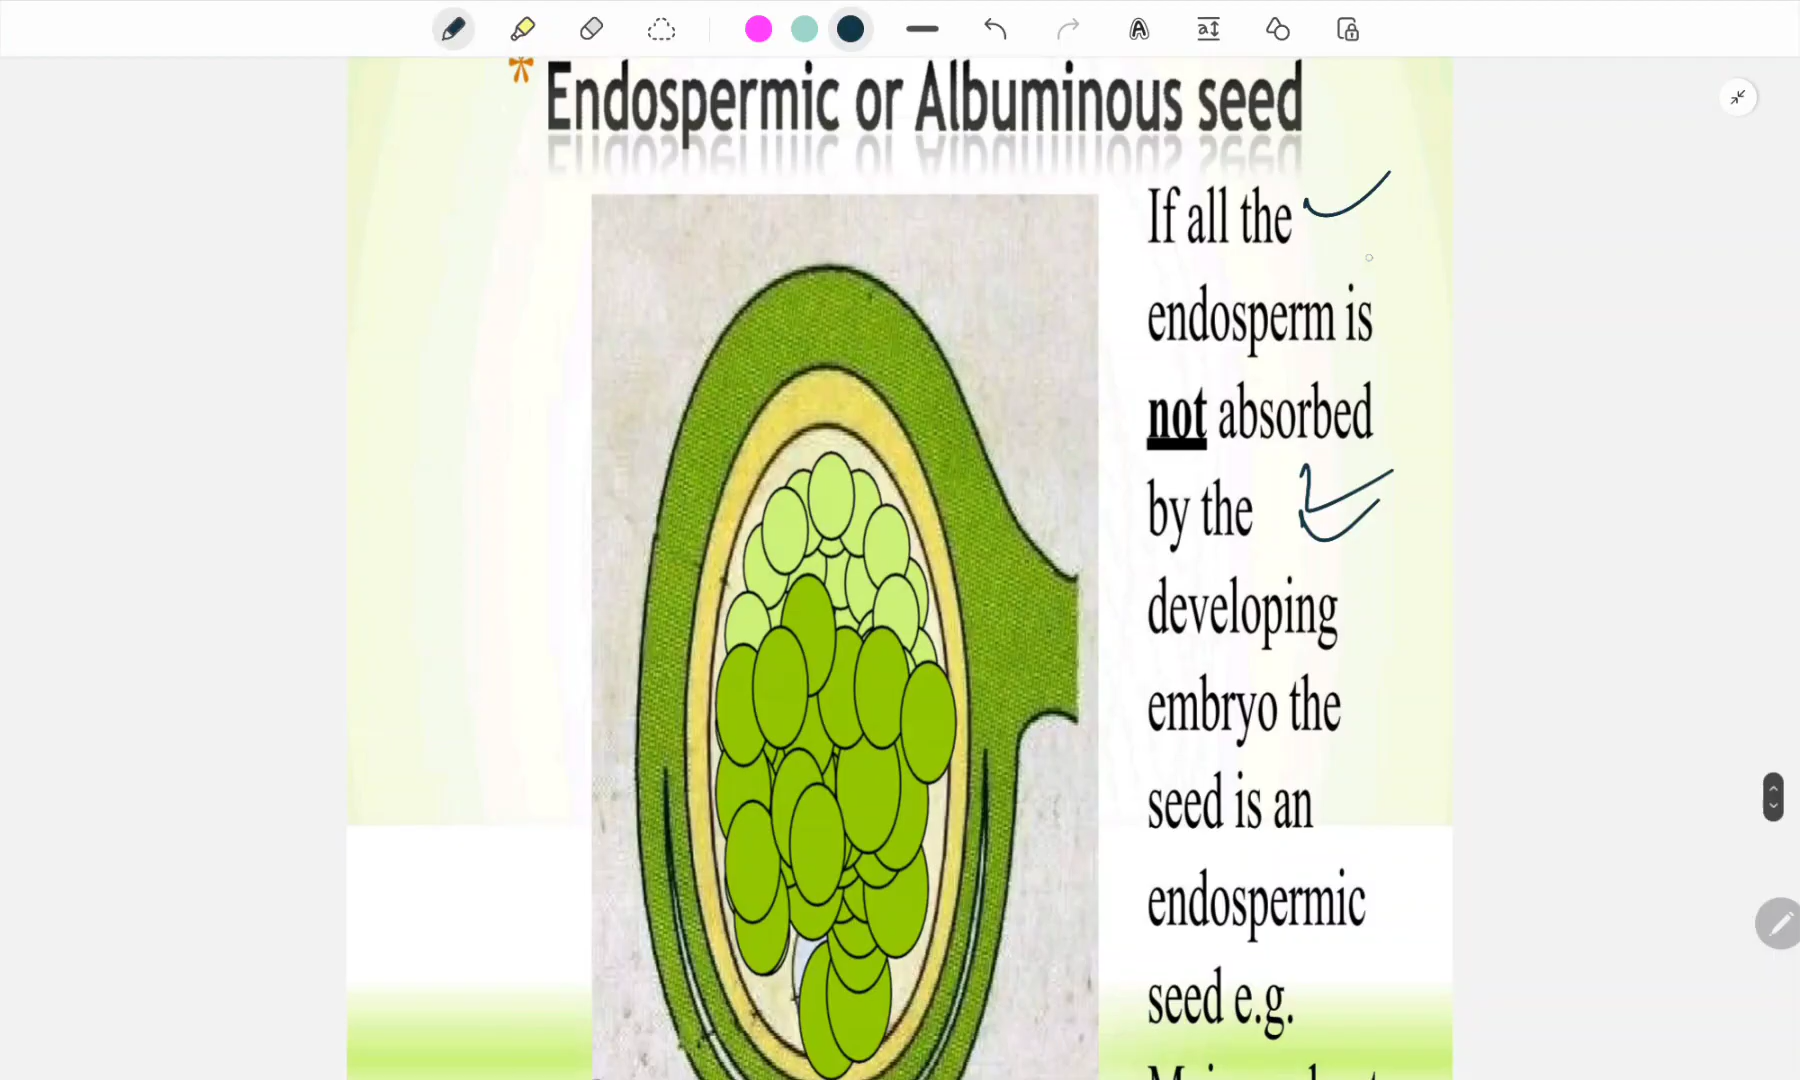 * Endospermic or Albuminous seed
If all the
endosperm is
not absorbed
by the
developing
embryo the
seed is an
endospermic
seed e.g.